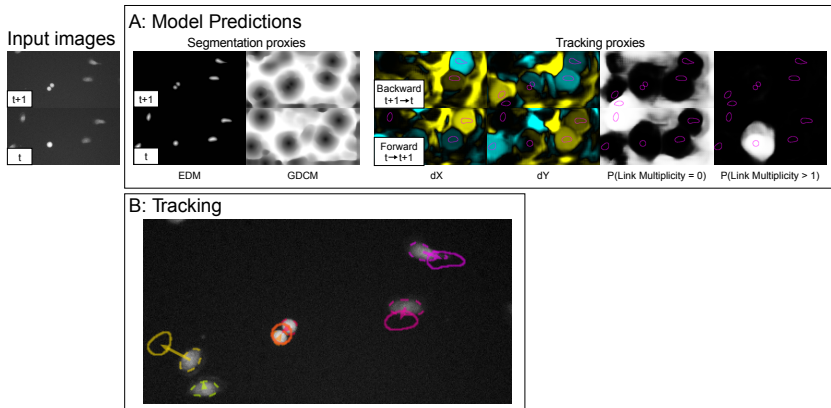 Input images
t+1
t
A: Model Predictions
Segmentation proxies
Tracking proxies
t+1
t
Backward
t+1→t
Forward
t→t+1
EDM
GDCM
dX
dY
P(Link Multiplicity = 0)
P(Link Multiplicity > 1)
B: Tracking